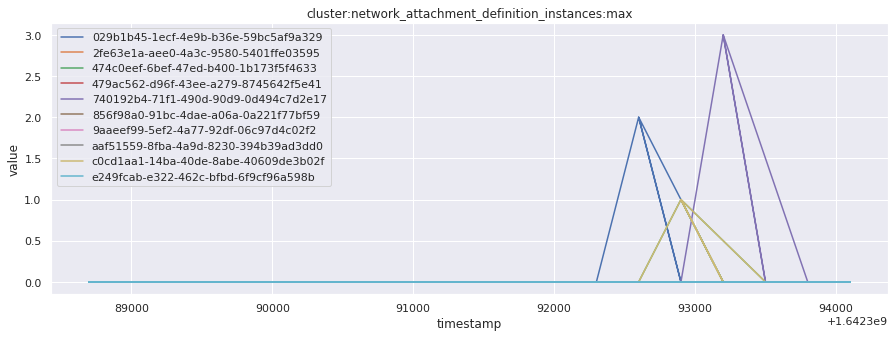 cluster:network_attachment_definition_instances:max
029b1b45-1ecf-4e9b-b36e-59bc5af9a329
2fe63e1a-aee0-4a3c-9580-5401ffe03595
474c0eef-6bef-47ed-b400-1b173f5f4633
479ac562-d96f-43ee-a279-8745642f5e41
740192b4-71f1-490d-90d9-0d494c7d2e17
856f98a0-91bc-4dae-a06a-0a221f77bf59
9aaeef99-5ef2-4a77-92df-06c97d4c02f2
aaf51559-8fba-4a9d-8230-394b39ad3dd0
c0cd1aa1-14ba-40de-8abe-40609de3b02f
e249fcab-e322-462c-bfbd-6f9cf96a598b
value
3.0
2.5
2.0
1.5
1.0
0.5
0.0
89000 90000 91000 92000 93000 94000
timestamp
+1.6423e9